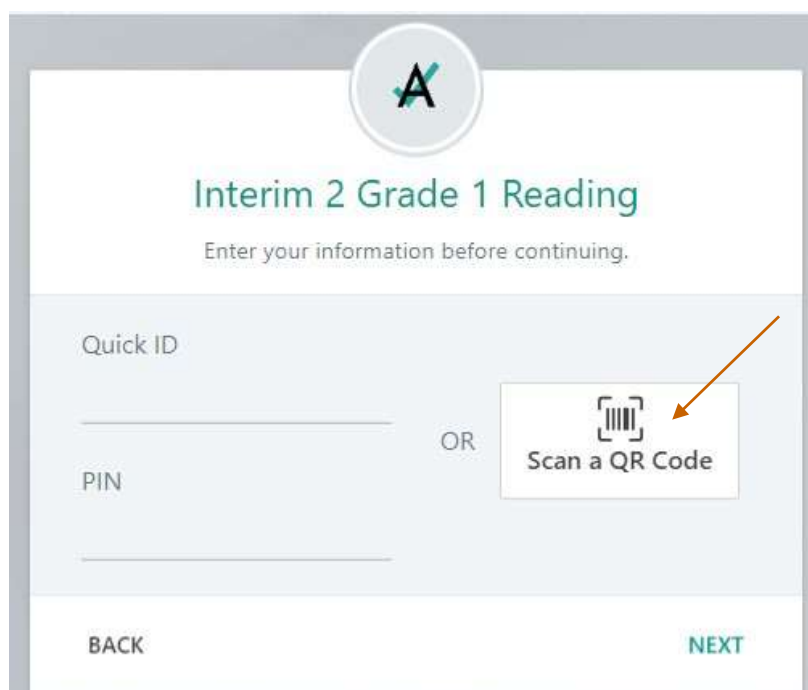 A
Interim 2 Grade 1 Reading
Enter your information before continuing.
Quick ID
OR
Scan a QR Code
PIN
BACK
NEXT